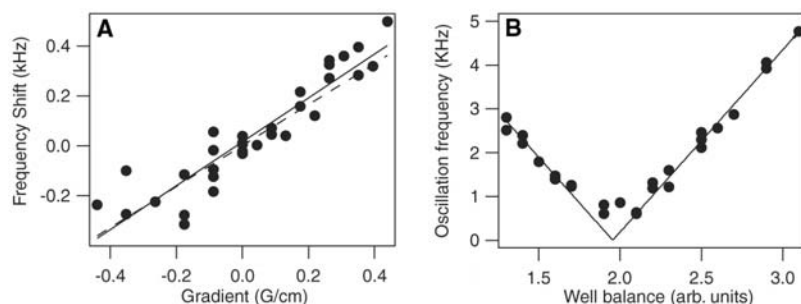 A
Frequency Shift (kHz)
0.4
0.2
0.0
-0.2
-0.4 -0.2 0.0 0.2 0.4
Gradient (G/cm)
B
Oscillation frequency (KHz)
5
4
3
2
1
0
1.5 2.0 2.5 3.0
Well balance (arb. units)